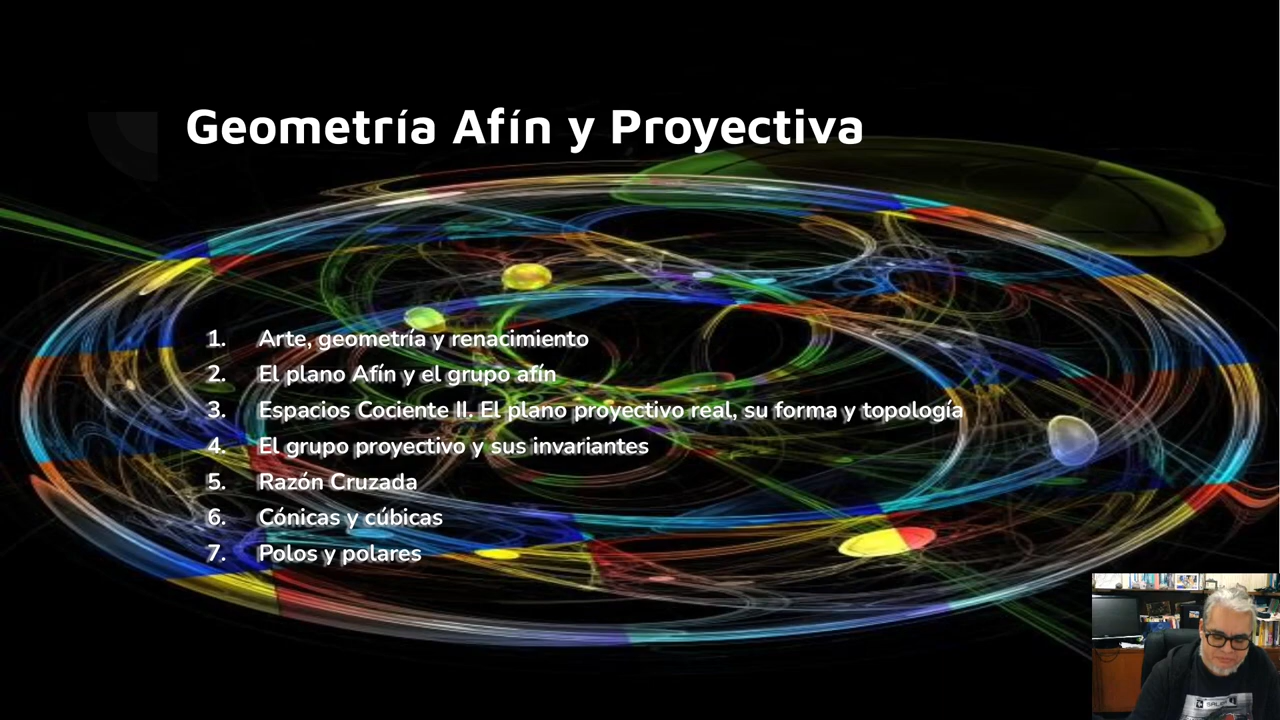 Geometría Afín y Proyectiva
1. Arte, geometría y renacimiento
2. El plano Afín y el grupo afín
3. Espacios Cociente II. El plano proyectivo real, su forma y topología
4. El grupo proyectivo y sus invariantes
5. Razón Cruzada
6. Cónicas y cúbicas
7. Polos y polares